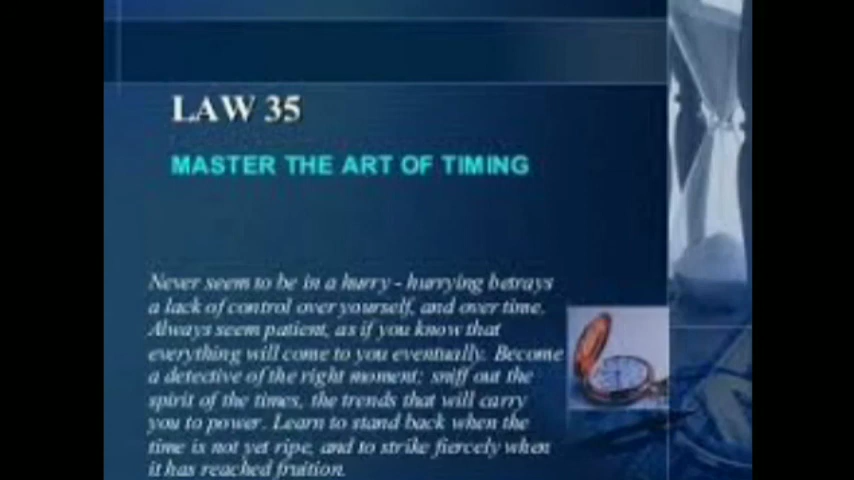 LAW 35
MASTER THE ART OF TIMING
Never seem to be in a hurry - hurrying betrays
a lack of control over yourself, and over time.
Always seem patient, as if you know that
everything will come to you eventually. Become
a detective of the right moment; sniff out the
spirit of the times, the trends that will carry
you to power. Learn to stand back when the
time is not yet ripe, and to strike fiercely when
it has reached fruition.